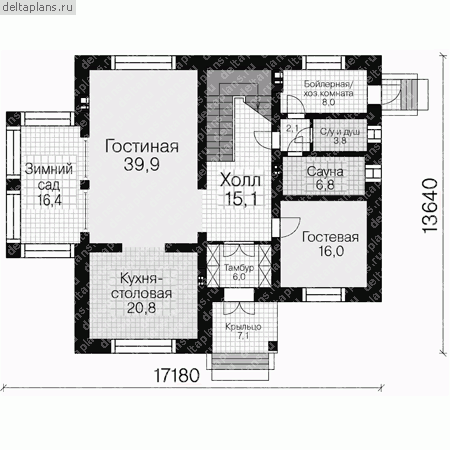 deltaplans.ru
Бойлерная/
хоз.комната
8,0
Гостиная
39,9
2,1
С/у и душ
3,8
Зимний
сад
16,4
Холл
15,1
Сауна
6,8
Гостевая
16,0
Тамбур
6,0
Кухня-
столовая
20,8
Крыльцо
7,1
13640
17180